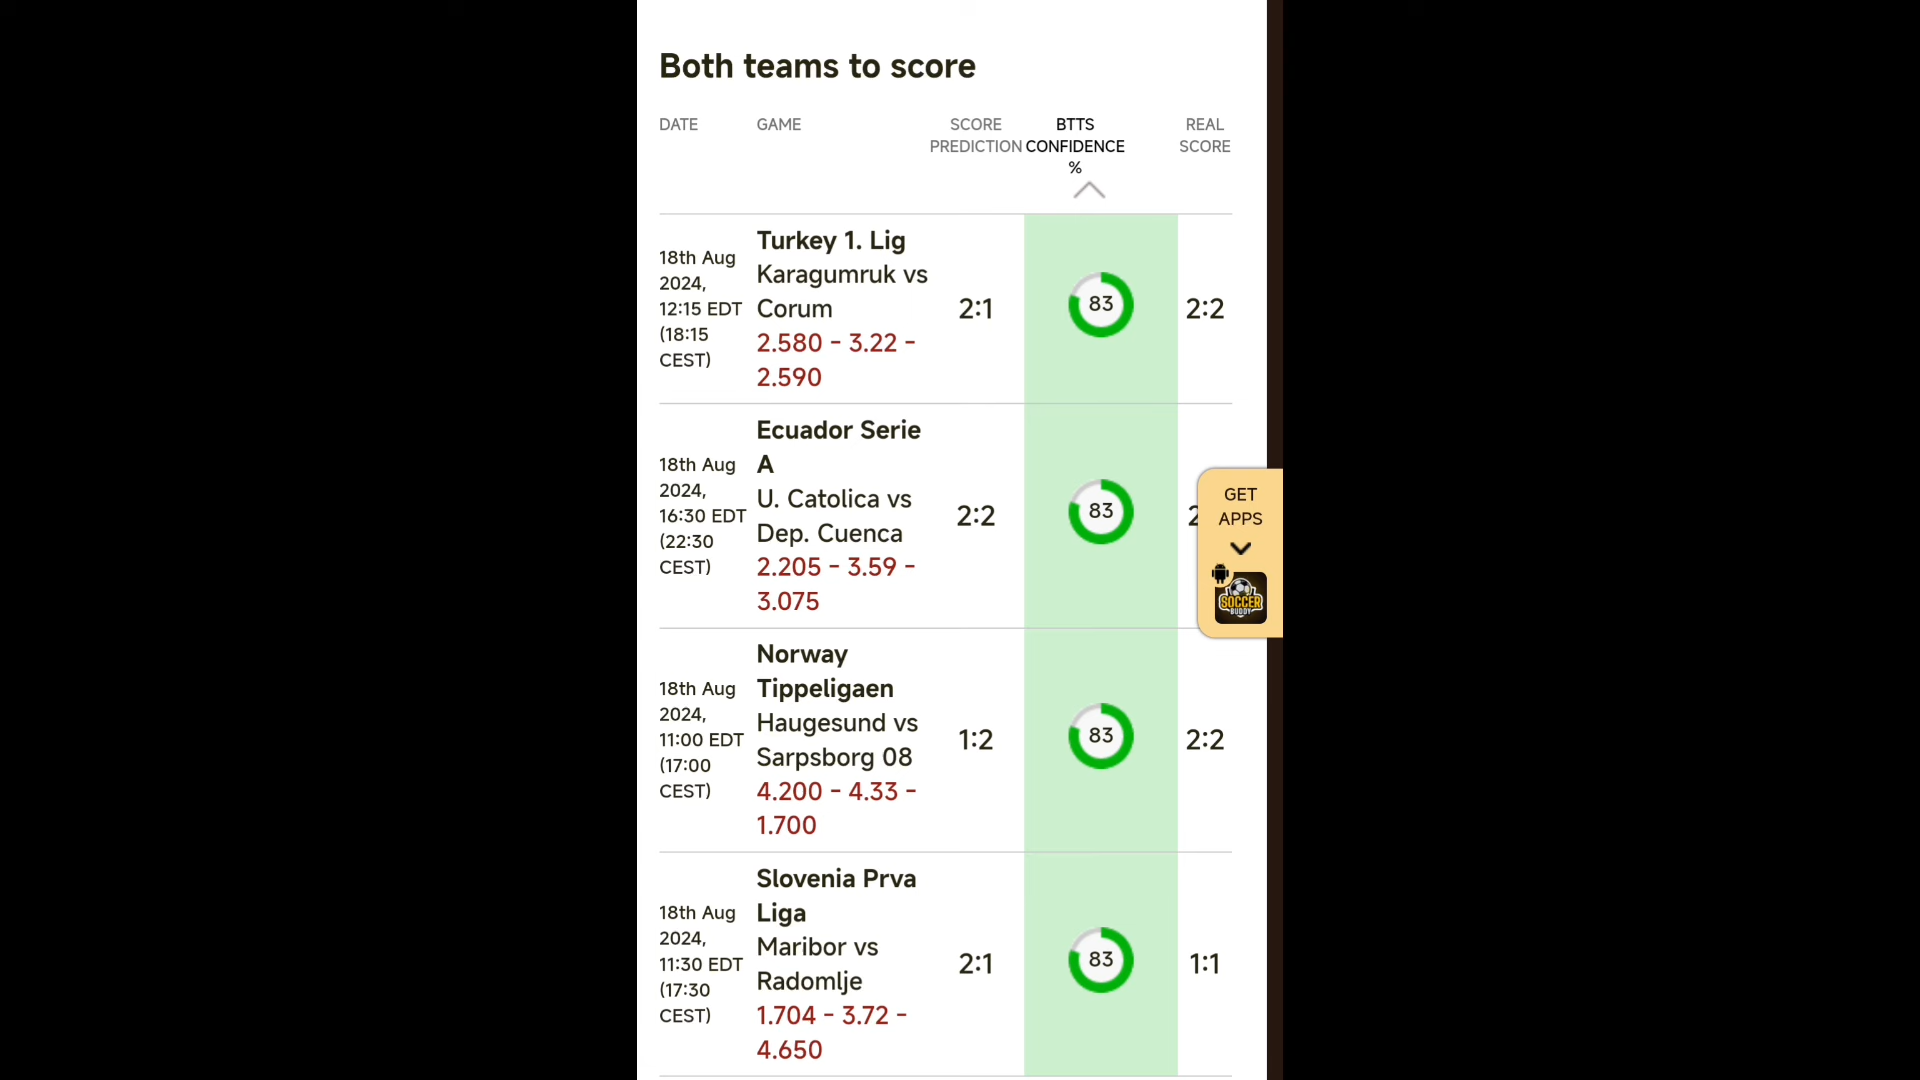 Both teams to score
DATE GAME SCORE PREDICTION BTTS CONFIDENCE % REAL SCORE
18th Aug 2024, 12:15 EDT (18:15 CEST)
Turkey 1. Lig
Karagumruk vs
Corum
2.580 - 3.22 -
2.590
2:1
83
2:2
18th Aug 2024, 16:30 EDT (22:30 CEST)
Ecuador Serie
A
U. Catolica vs
Dep. Cuenca
2.205 - 3.59 -
3.075
2:2
83
GET
APPS
SOCCER
BUDDY
18th Aug 2024, 11:00 EDT (17:00 CEST)
Norway
Tippeligaen
Haugesund vs
Sarpsborg 08
4.200 - 4.33 -
1.700
1:2
83
2:2
18th Aug 2024, 11:30 EDT (17:30 CEST)
Slovenia Prva
Liga
Maribor vs
Radomlje
1.704 - 3.72 -
4.650
2:1
83
1:1